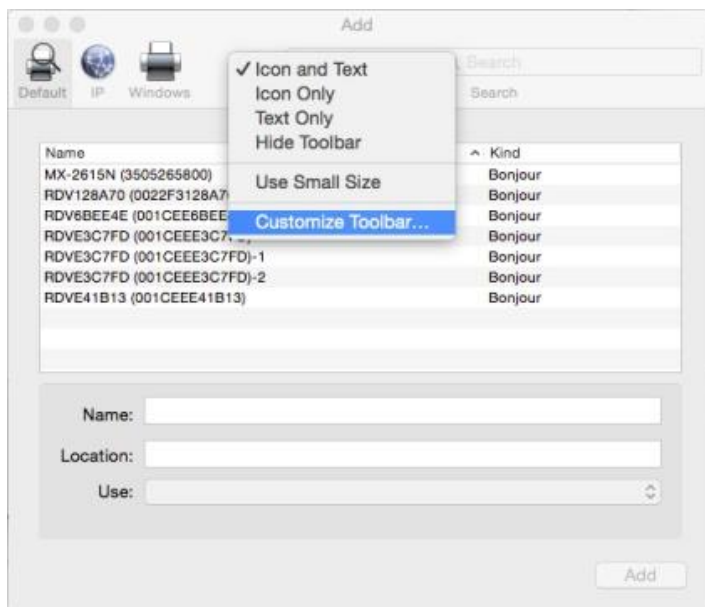 Add
Default IP Windows
Search
Search
✓ Icon and Text
Icon Only
Text Only
Hide Toolbar
Use Small Size
Customize Toolbar...
Name Kind
MX-2615N (3505265800) Bonjour
RDV128A70 (0022F3128A7 Bonjour
RDV6BEE4E (001CEE6BEE Bonjour
RDVE3C7FD (001CEEE3C7 Bonjour
RDVE3C7FD (001CEEE3C7FD)-1 Bonjour
RDVE3C7FD (001CEEE3C7FD)-2 Bonjour
RDVE41B13 (001CEEE41B13) Bonjour
Name:
Location:
Use:
Add